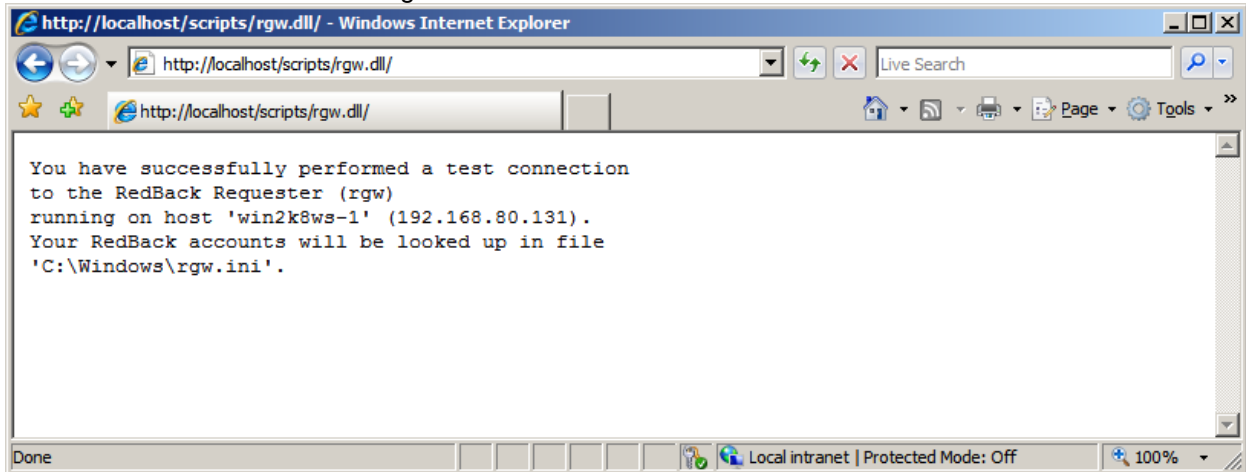 http://localhost/scripts/rgw.dll/ - Windows Internet Explorer
http://localhost/scripts/rgw.dll/
Live Search
http://localhost/scripts/rgw.dll/
Page
Tools
You have successfully performed a test connection
to the RedBack Requester (rgw)
running on host 'win2k8ws-1' (192.168.80.131).
Your RedBack accounts will be looked up in file
'C:\Windows\rgw.ini'.
Done
Local intranet | Protected Mode: Off
100%